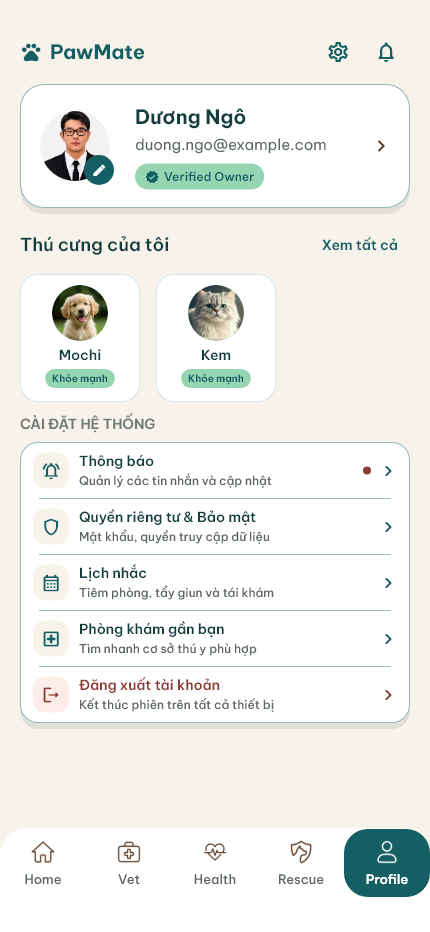 PawMate
Dương Ngô
duong.ngo@example.com
Verified Owner
Thú cưng của tôi
Xem tất cả
Mochi
Khỏe mạnh
Kem
Khỏe mạnh
CÀI ĐẶT HỆ THỐNG
Thông báo
Quản lý các tin nhắn và cập nhật
Quyền riêng tư & Bảo mật
Mật khẩu, quyền truy cập dữ liệu
Lịch nhắc
Tiêm phòng, tẩy giun và tái khám
Phòng khám gần bạn
Tìm nhanh cơ sở thú y phù hợp
Đăng xuất tài khoản
Kết thúc phiên trên tất cả thiết bị
Home
Vet
Health
Rescue
Profile